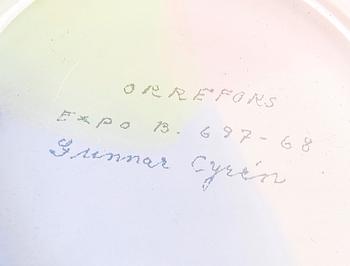 ORREFORS
EXPO B. 697-68
Gunnar Cyrén